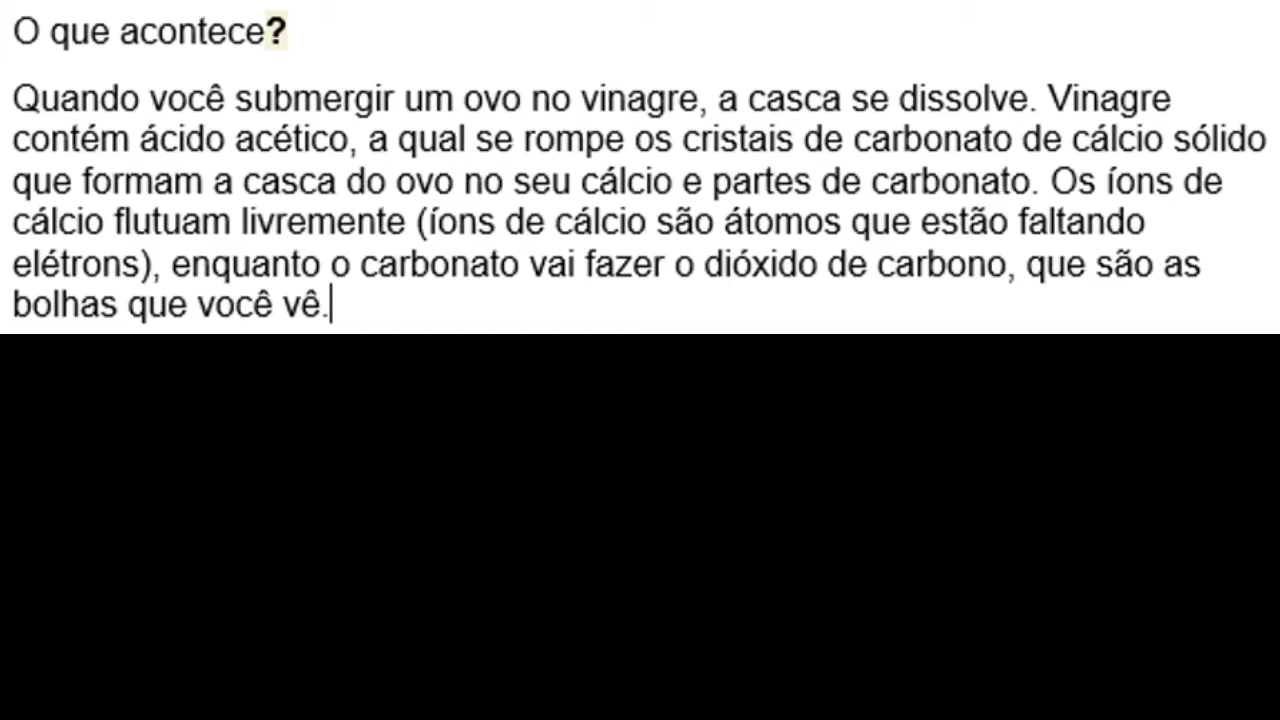 O que acontece?
Quando você submergir um ovo no vinagre, a casca se dissolve. Vinagre
contém ácido acético, a qual se rompe os cristais de carbonato de cálcio sólido
que formam a casca do ovo no seu cálcio e partes de carbonato. Os íons de
cálcio flutuam livremente (íons de cálcio são átomos que estão faltando
elétrons), enquanto o carbonato vai fazer o dióxido de carbono, que são as
bolhas que você vê.